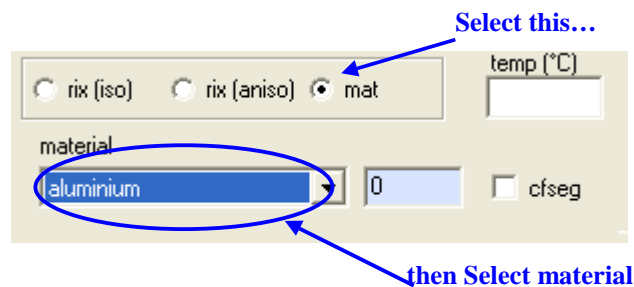 Select this…
temp (°C)
rix (iso) rix (aniso) mat
material
aluminium 0 cfseg
then Select material